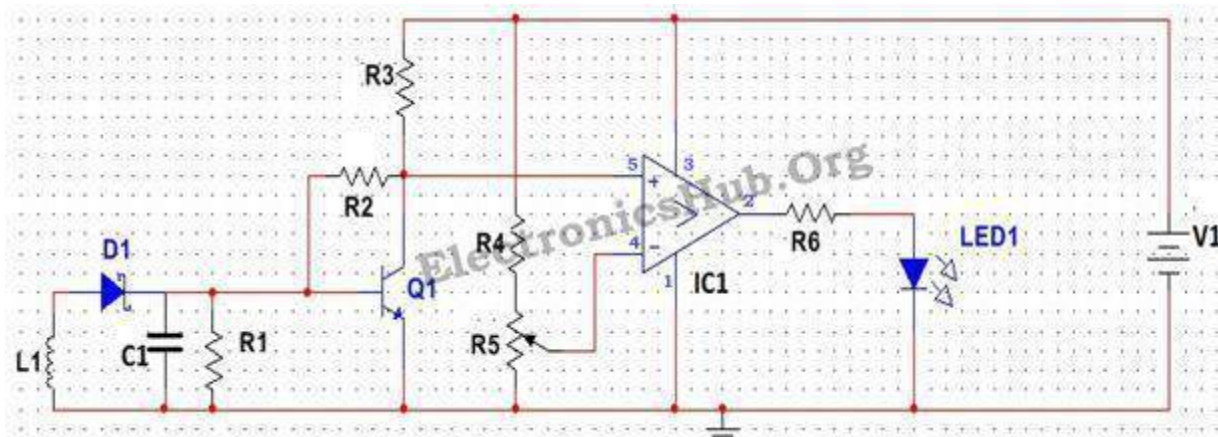 R3
5
3
R2
+
2
ElectronicsHub.Org
R4
R6
LED1
V1
D1
4
-
Q1
1
IC1
L1
C1
R1
R5